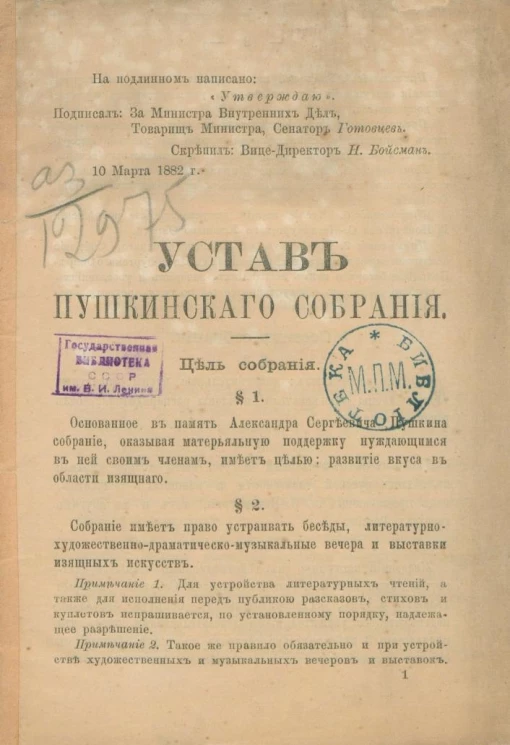 На подлинномъ написано:
«Утверждаю».
Подписалъ: За Министра Внутреннихъ Дѣлъ,
Товарищъ Министра, Сенаторъ Готовцевъ.
Скрѣпилъ: Вице-Директоръ Н. Бойсманъ.
10 Марта 1882 г.
аз
12975
УСТАВЪ
ПУШКИНСКАГО СОБРАНІЯ.
Государственная
БИБЛИОТЕКА
СССР
им. В. И. Ленина
БИБЛІОТЕКА
М.П.М.
Цѣль собранія.
§ 1.
Основанное въ память Александра Сергѣевича Пушкина
собраніе, оказывая матерьяльную поддержку нуждающимся
въ ней своимъ членамъ, имѣетъ цѣлью: развитіе вкуса въ
области изящнаго.
§ 2.
Собраніе имѣетъ право устраивать бесѣды, литературно-
художественно-драматическо-музыкальные вечера и выставки
изящныхъ искусствъ.
Примѣчаніе 1. Для устройства литературныхъ чтеній, а
также для исполненія передъ публикою разсказовъ, стиховъ и
куплетовъ испрашивается, по установленному порядку, надлежа-
щее разрѣшеніе.
Примѣчаніе 2. Такое же правило обязательно и при устрой-
ствѣ художественныхъ и музыкальныхъ вечеровъ и выставокъ.
1